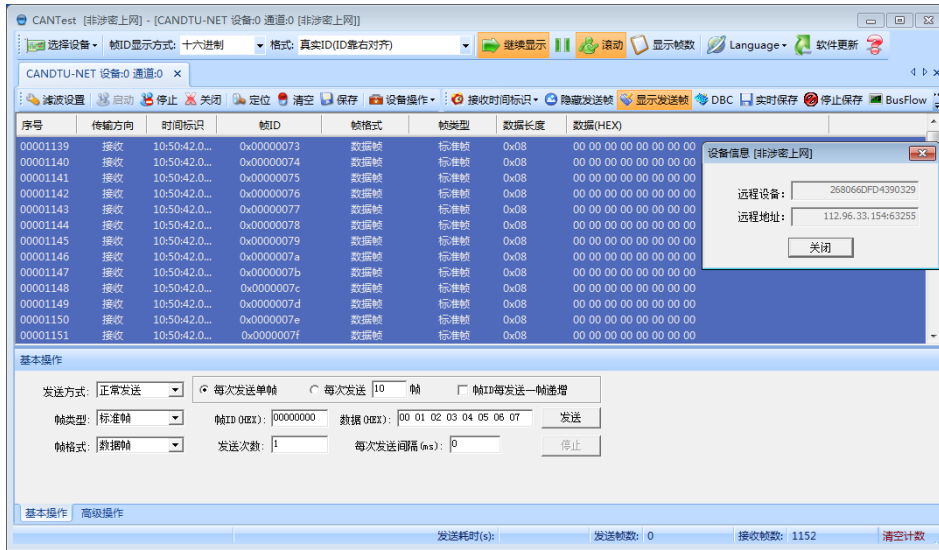 CANTest [非涉密上网] - [CANDTU-NET 设备:0 通道:0 [非涉密上网]]
选择设备 帧ID显示方式: 十六进制 格式: 真实ID(ID靠右对齐) 继续显示 滚动 显示帧数 Language 软件更新
CANDTU-NET 设备:0 通道:0 ×
滤波设置 启动 停止 关闭 定位 清空 保存 设备操作 接收时间标识 隐藏发送帧 显示发送帧 DBC 实时保存 停止保存 BusFlow
序号 传输方向 时间标识 帧ID 帧格式 帧类型 数据长度 数据(HEX)
00001139 接收 10:50:42.0... 0x00000073 数据帧 标准帧 0x08 00 00 00 00 00 00 00 00
00001140 接收 10:50:42.0... 0x00000074 数据帧 标准帧 0x08 00 00 00 00 00 00 00 00
00001141 接收 10:50:42.0... 0x00000075 数据帧 标准帧 0x08 00 00 00 00 00 00 00 00
00001142 接收 10:50:42.0... 0x00000076 数据帧 标准帧 0x08 00 00 00 00 00 00 00 00
00001143 接收 10:50:42.0... 0x00000077 数据帧 标准帧 0x08 00 00 00 00 00 00 00 00
00001144 接收 10:50:42.0... 0x00000078 数据帧 标准帧 0x08 00 00 00 00 00 00 00 00
00001145 接收 10:50:42.0... 0x00000079 数据帧 标准帧 0x08 00 00 00 00 00 00 00 00
00001146 接收 10:50:42.0... 0x0000007a 数据帧 标准帧 0x08 00 00 00 00 00 00 00 00
00001147 接收 10:50:42.0... 0x0000007b 数据帧 标准帧 0x08 00 00 00 00 00 00 00 00
00001148 接收 10:50:42.0... 0x0000007c 数据帧 标准帧 0x08 00 00 00 00 00 00 00 00
00001149 接收 10:50:42.0... 0x0000007d 数据帧 标准帧 0x08 00 00 00 00 00 00 00 00
00001150 接收 10:50:42.0... 0x0000007e 数据帧 标准帧 0x08 00 00 00 00 00 00 00 00
00001151 接收 10:50:42.0... 0x0000007f 数据帧 标准帧 0x08 00 00 00 00 00 00 00 00
设备信息 [非涉密上网]
远程设备: 268066DFD4390329
远程地址: 112.96.33.154:63255
关闭
基本操作
发送方式: 正常发送 每次发送单帧 每次发送 10 帧 帧ID每发送一帧递增
帧类型: 标准帧 帧ID(HEX): 00000000 数据(HEX): 00 01 02 03 04 05 06 07 发送
帧格式: 数据帧 发送次数: 1 每次发送间隔(ms): 0 停止
基本操作 高级操作
发送耗时(s): 发送帧数: 0 接收帧数: 1152 清空计数